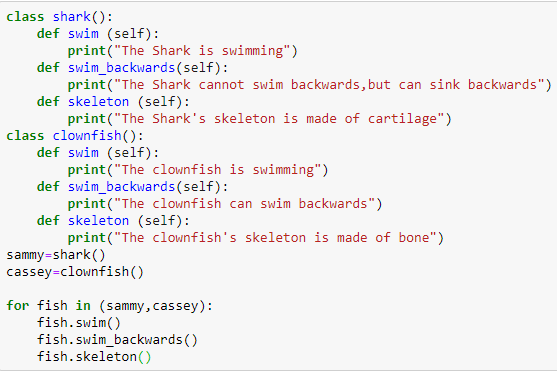 class shark():
    def swim (self):
        print("The Shark is swimming")
    def swim_backwards(self):
        print("The Shark cannot swim backwards,but can sink backwards")
    def skeleton (self):
        print("The Shark's skeleton is made of cartilage")
class clownfish():
    def swim (self):
        print("The clownfish is swimming")
    def swim_backwards(self):
        print("The clownfish can swim backwards")
    def skeleton (self):
        print("The clownfish's skeleton is made of bone")
sammy=shark()
cassey=clownfish()

for fish in (sammy,cassey):
    fish.swim()
    fish.swim_backwards()
    fish.skeleton()